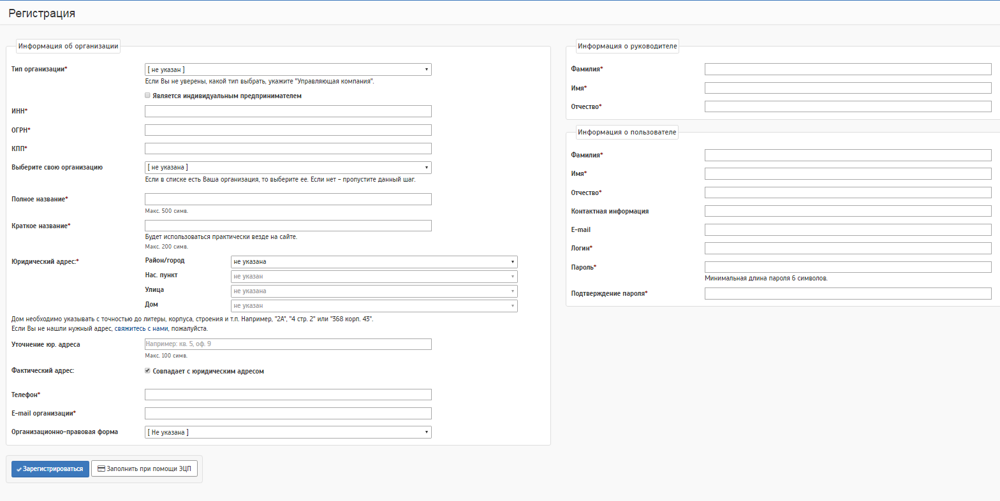 Регистрация
Информация об организации
Тип организации*
[ не указан ]
Если Вы не уверены, какой тип выбрать, укажите "Управляющая компания".
Является индивидуальным предпринимателем
ИНН*
ОГРН*
КПП*
Выберите свою организацию
[ не указана ]
Если в списке есть Ваша организация, то выберите ее. Если нет – пропустите данный шаг.
Полное название*
Макс. 500 симв.
Краткое название*
Будет использоваться практически везде на сайте.
Макс. 200 симв.
Юридический адрес:*
Район/город
не указана
Нас. пункт
не указан
Улица
не указана
Дом
не указан
Дом необходимо указывать с точностью до литеры, корпуса, строения и т.п. Например, "2А", "4 стр. 2" или "368 корп. 43".
Если Вы не нашли нужный адрес, свяжитесь с нами, пожалуйста.
Уточнение юр. адреса
Например: кв. 5, оф. 9
Макс. 100 симв.
Фактический адрес:
Совпадает с юридическим адресом
Телефон*
E-mail организации*
Организационно-правовая форма
[ Не указана ]
Зарегистрироваться
Заполнить при помощи ЭЦП
Информация о руководителе
Фамилия*
Имя*
Отчество*
Информация о пользователе
Фамилия*
Имя*
Отчество*
Контактная информация
E-mail
Логин*
Пароль*
Минимальная длина пароля 6 символов.
Подтверждение пароля*